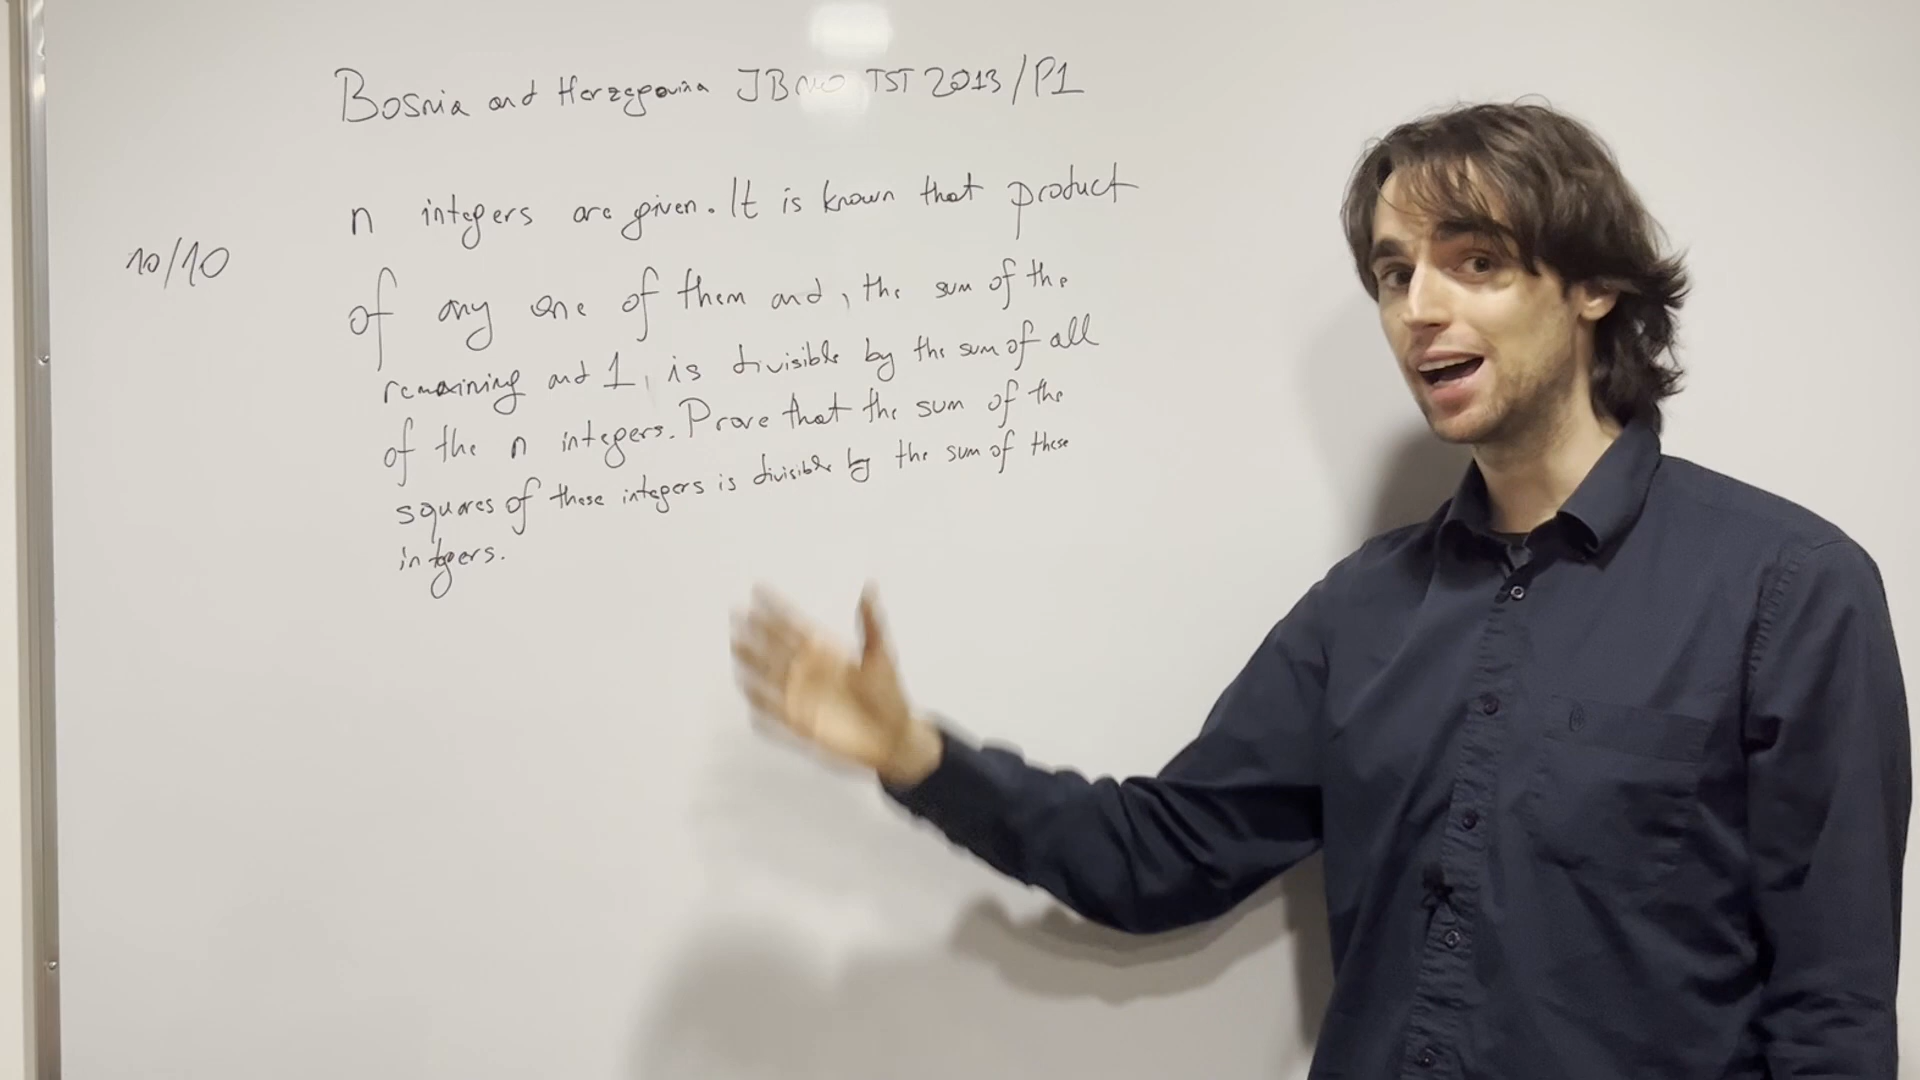 Bosnia and Herzegovina JBMO TST 2013/P1
n integers are given. It is known that product
10/10
of any one of them and, the sum of the
remaining and 1, is divisible by the sum of all
of the n integers. Prove that the sum of the
squares of these integers is divisible by the sum of these
intgers.